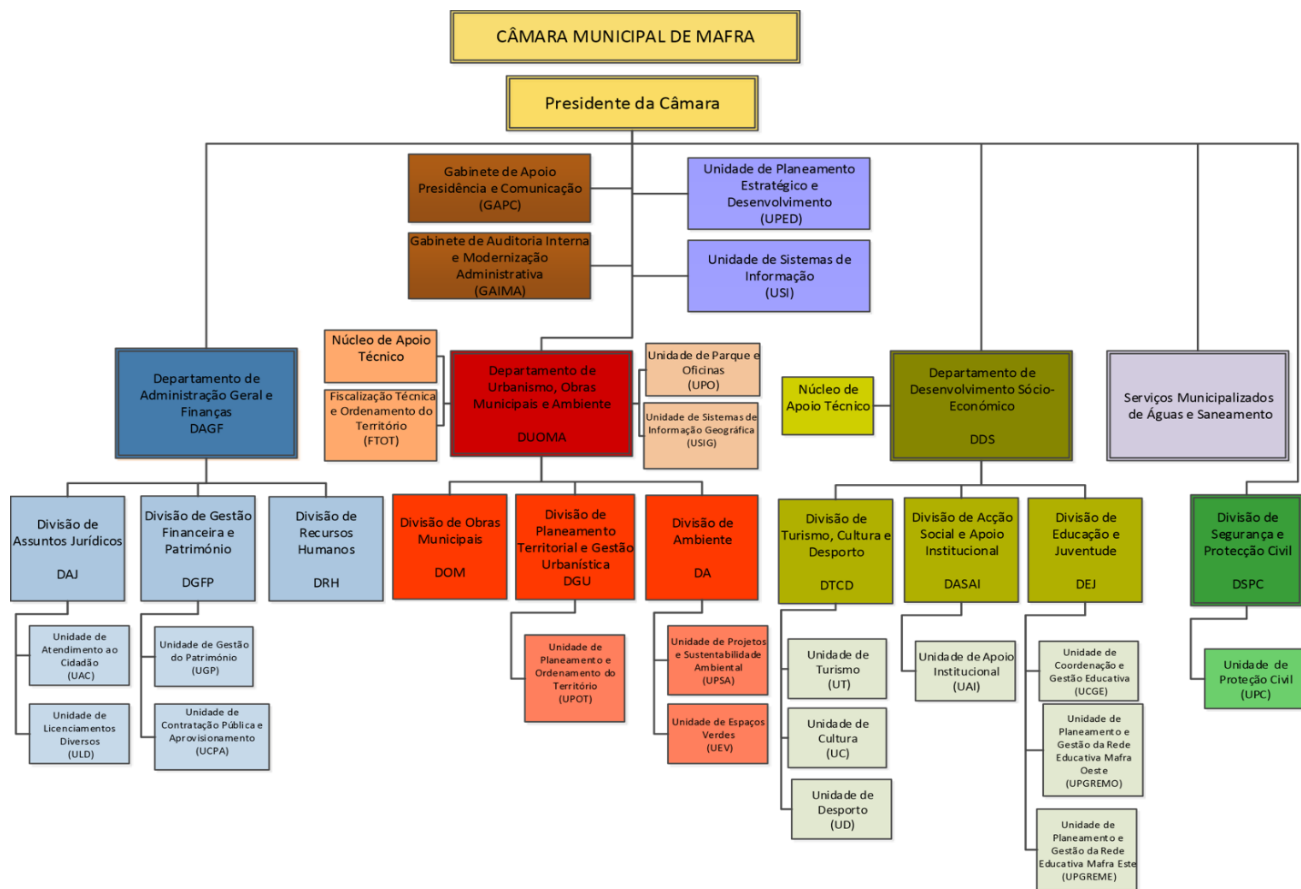 CÂMARA MUNICIPAL DE MAFRA
Presidente da Câmara
Gabinete de Apoio
Presidência e Comunicação
(GAPC)
Unidade de Planeamento
Estratégico e
Desenvolvimento
(UPED)
Gabinete de Auditoria Interna
e Modernização
Administrativa
(GAIMA)
Unidade de Sistemas de
Informação
(USI)
Departamento de
Administração Geral e
Finanças
DAGF
Núcleo de Apoio
Técnico
Fiscalização Técnica
e Ordenamento do
Território
(FTOT)
Departamento de
Urbanismo, Obras
Municipais e Ambiente
DUOMA
Unidade de Parque e
Oficinas
(UPO)
Unidade de Sistemas de
Informação Geográfica
(USIG)
Núcleo de
Apoio Técnico
Departamento de
Desenvolvimento Sócio-
Económico
DDS
Serviços Municipalizados
de Águas e Saneamento
Divisão de
Assuntos Jurídicos
DAJ
Divisão de Gestão
Financeira e
Património
DGFP
Divisão de
Recursos
Humanos
DRH
Divisão de Obras
Municipais
DOM
Divisão de
Planeamento
Territorial e Gestão
Urbanística
DGU
Divisão de
Ambiente
DA
Divisão de
Turismo, Cultura e
Desporto
DTCD
Divisão de Acção
Social e Apoio
Institucional
DASAI
Divisão de
Educação e
Juventude
DEJ
Divisão de
Segurança e
Protecção Civil
DSPC
Unidade de
Atendimento ao
Cidadão
(UAC)
Unidade de
Licenciamentos
Diversos
(ULD)
Unidade de Gestão
do Património
(UGP)
Unidade de
Contratação Pública e
Aprovisionamento
(UCPA)
Unidade de
Planeamento e
Ordenamento do
Território
(UPOT)
Unidade de Projetos
e Sustentabilidade
Ambiental
(UPSA)
Unidade de Espaços
Verdes
(UEV)
Unidade de
Turismo
(UT)
Unidade de
Cultura
(UC)
Unidade de
Desporto
(UD)
Unidade de Apoio
Institucional
(UAI)
Unidade de
Coordenação e
Gestão Educativa
(UCGE)
Unidade de
Planeamento e
Gestão da Rede
Educativa Mafra
Oeste
(UPGREMO)
Unidade de
Planeamento e
Gestão da Rede
Educativa Mafra Este
(UPGREME)
Unidade de
Proteção Civil
(UPC)